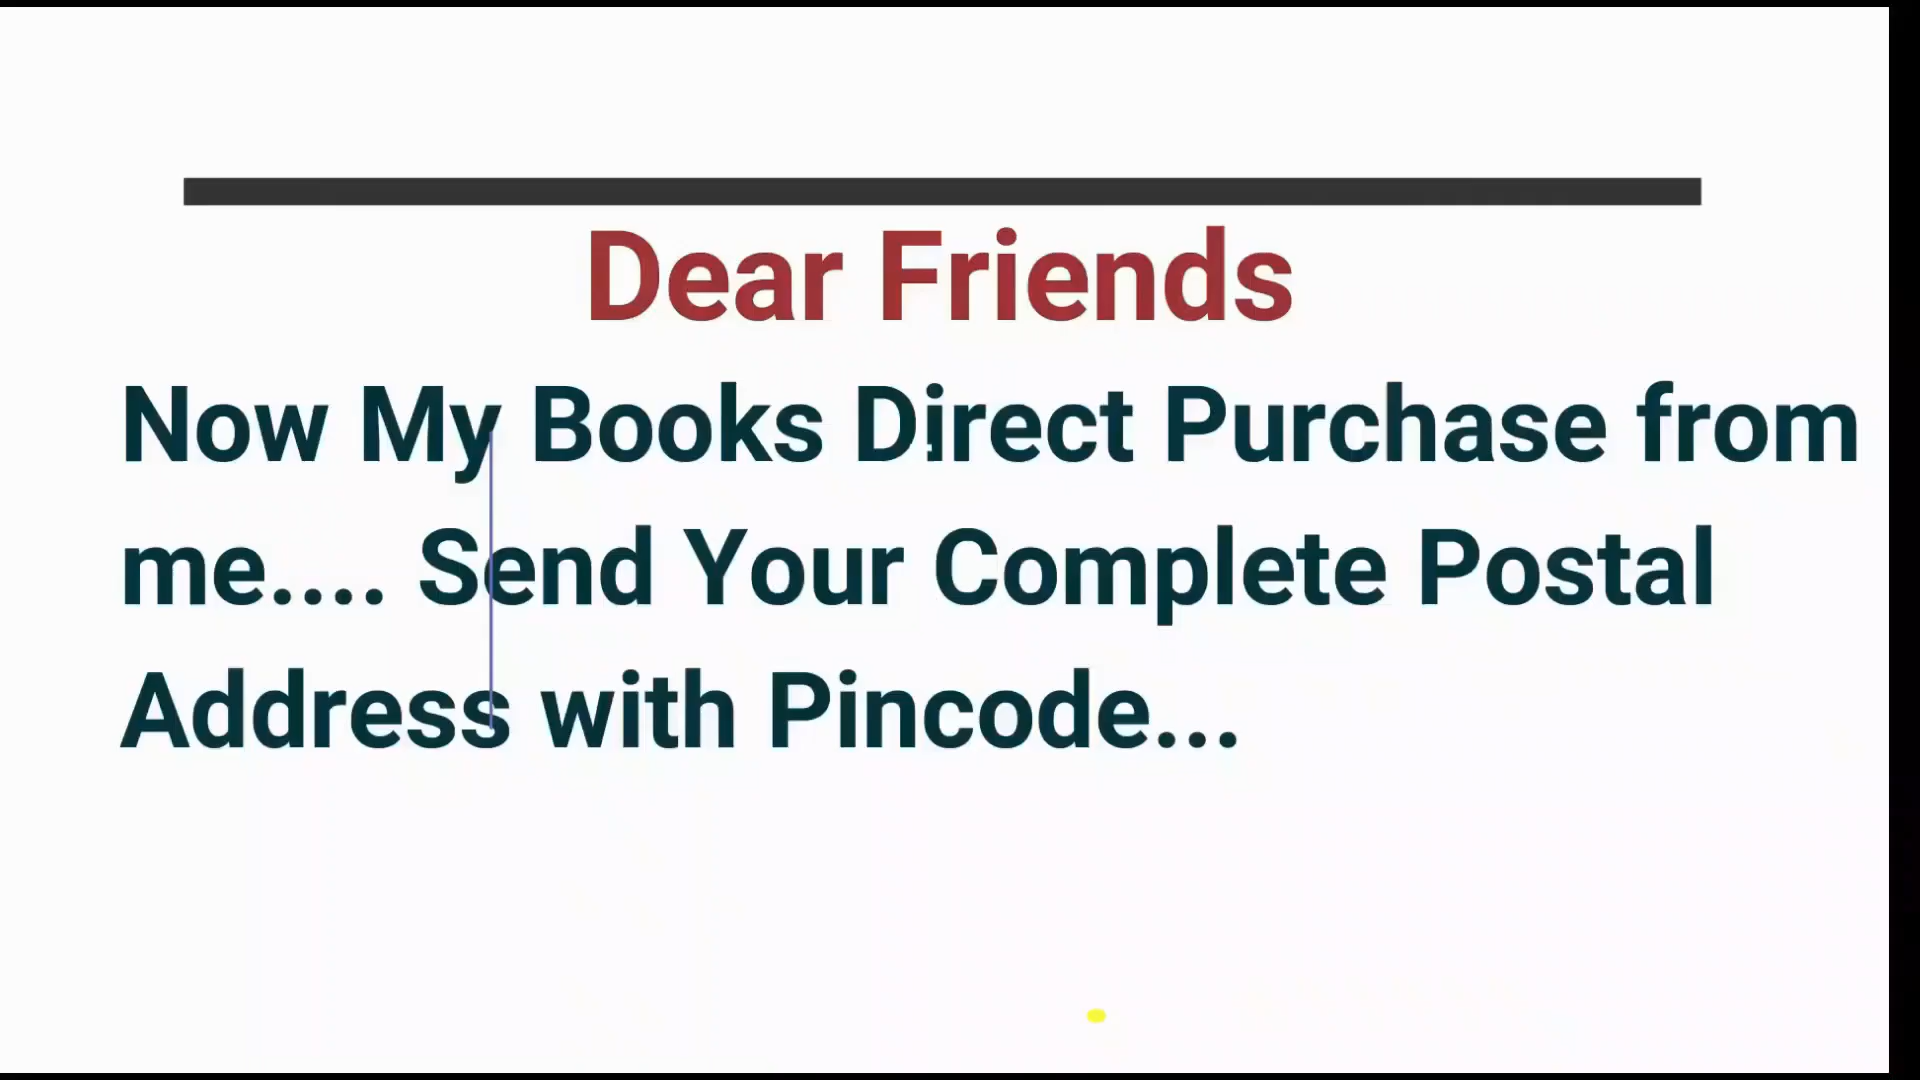 Dear Friends
Now My Books Direct Purchase from
me.... Send Your Complete Postal
Address with Pincode...